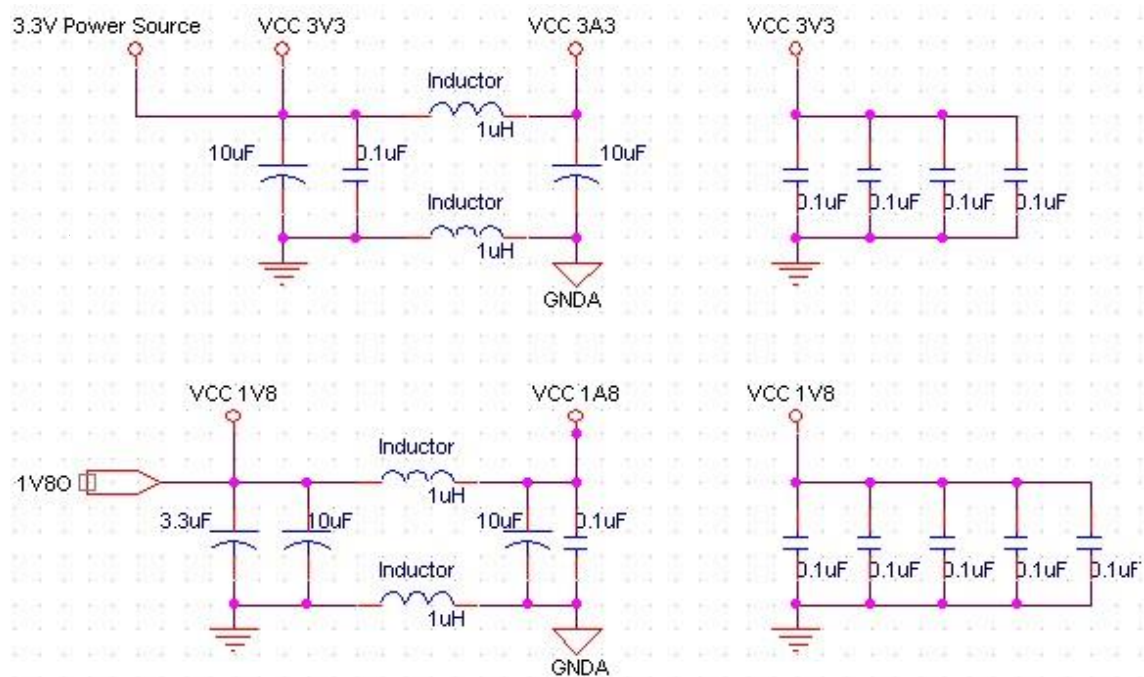 3.3V Power Source
VCC 3V3
VCC 3A3
VCC 3V3
Inductor
1uH
10uF
0.1uF
10uF
Inductor
1uH
0.1uF
0.1uF
0.1uF
0.1uF
GNDA
VCC 1V8
VCC 1A8
VCC 1V8
Inductor
1V8O
1uH
3.3uF
10uF
10uF
0.1uF
Inductor
1uH
0.1uF
0.1uF
0.1uF
0.1uF
0.1uF
GNDA